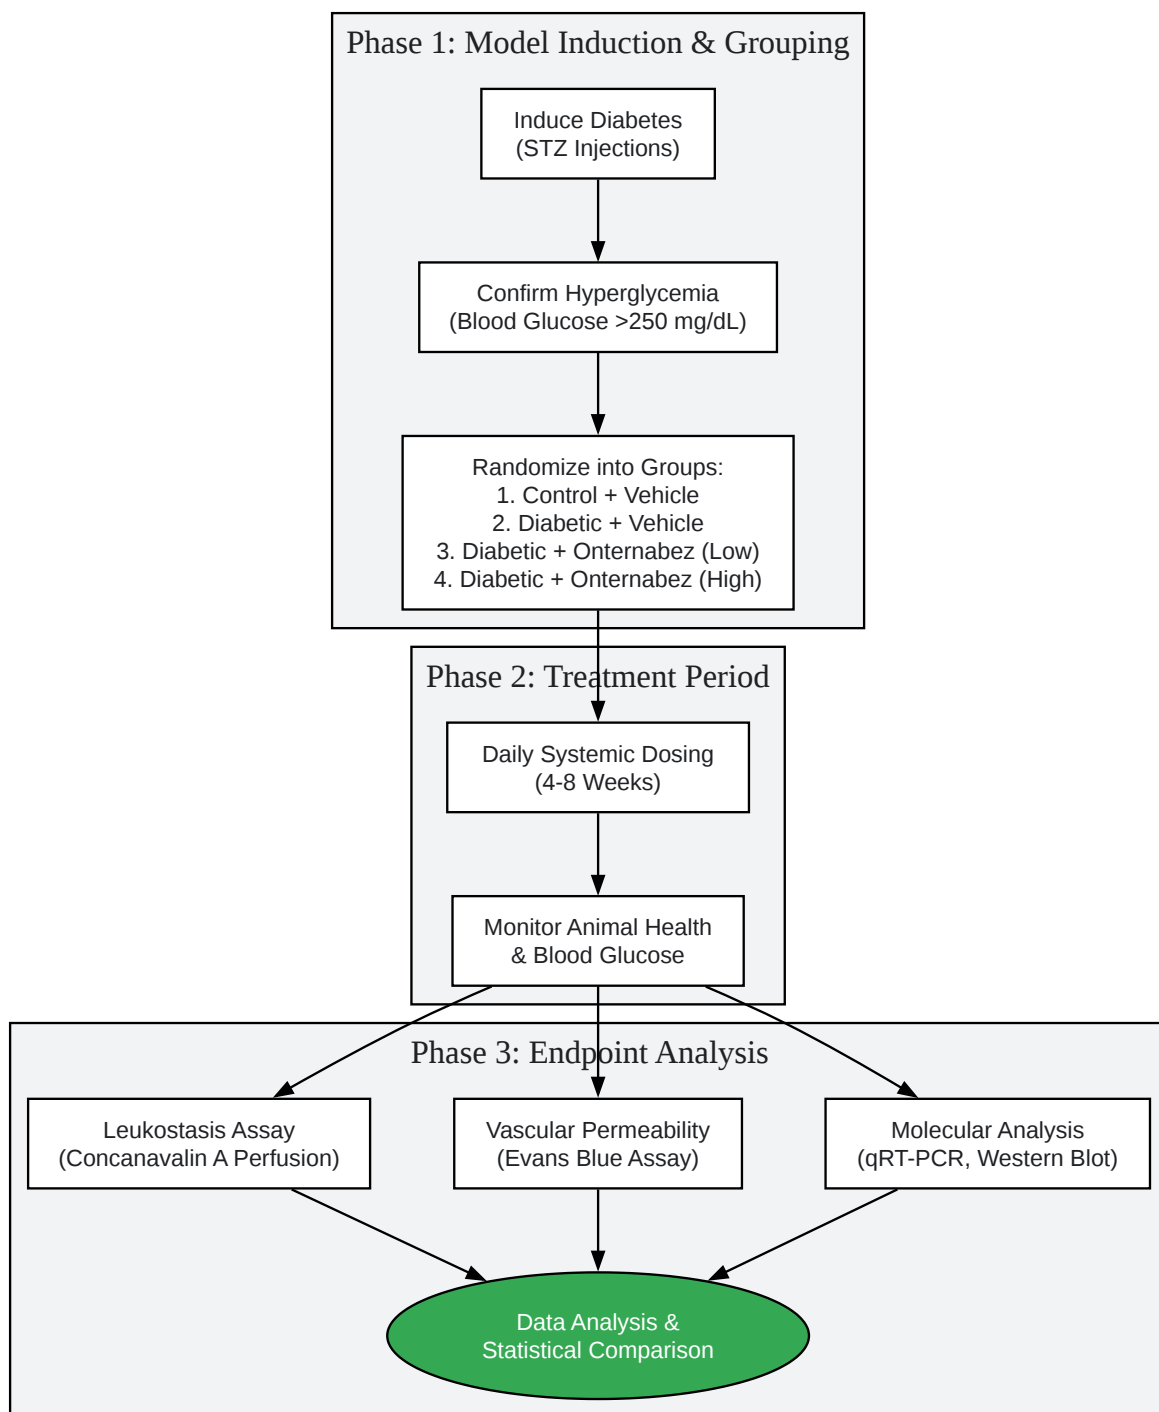 Phase 1: Model Induction & Grouping
Induce Diabetes
(STZ Injections)
Confirm Hyperglycemia
(Blood Glucose >250 mg/dL)
Randomize into Groups:
1. Control + Vehicle
2. Diabetic + Vehicle
3. Diabetic + Onternabez (Low)
4. Diabetic + Onternabez (High)
Phase 2: Treatment Period
Daily Systemic Dosing
(4-8 Weeks)
Monitor Animal Health
& Blood Glucose
Phase 3: Endpoint Analysis
Leukostasis Assay
(Concanavalin A Perfusion)
Vascular Permeability
(Evans Blue Assay)
Molecular Analysis
(qRT-PCR, Western Blot)
Data Analysis &
Statistical Comparison